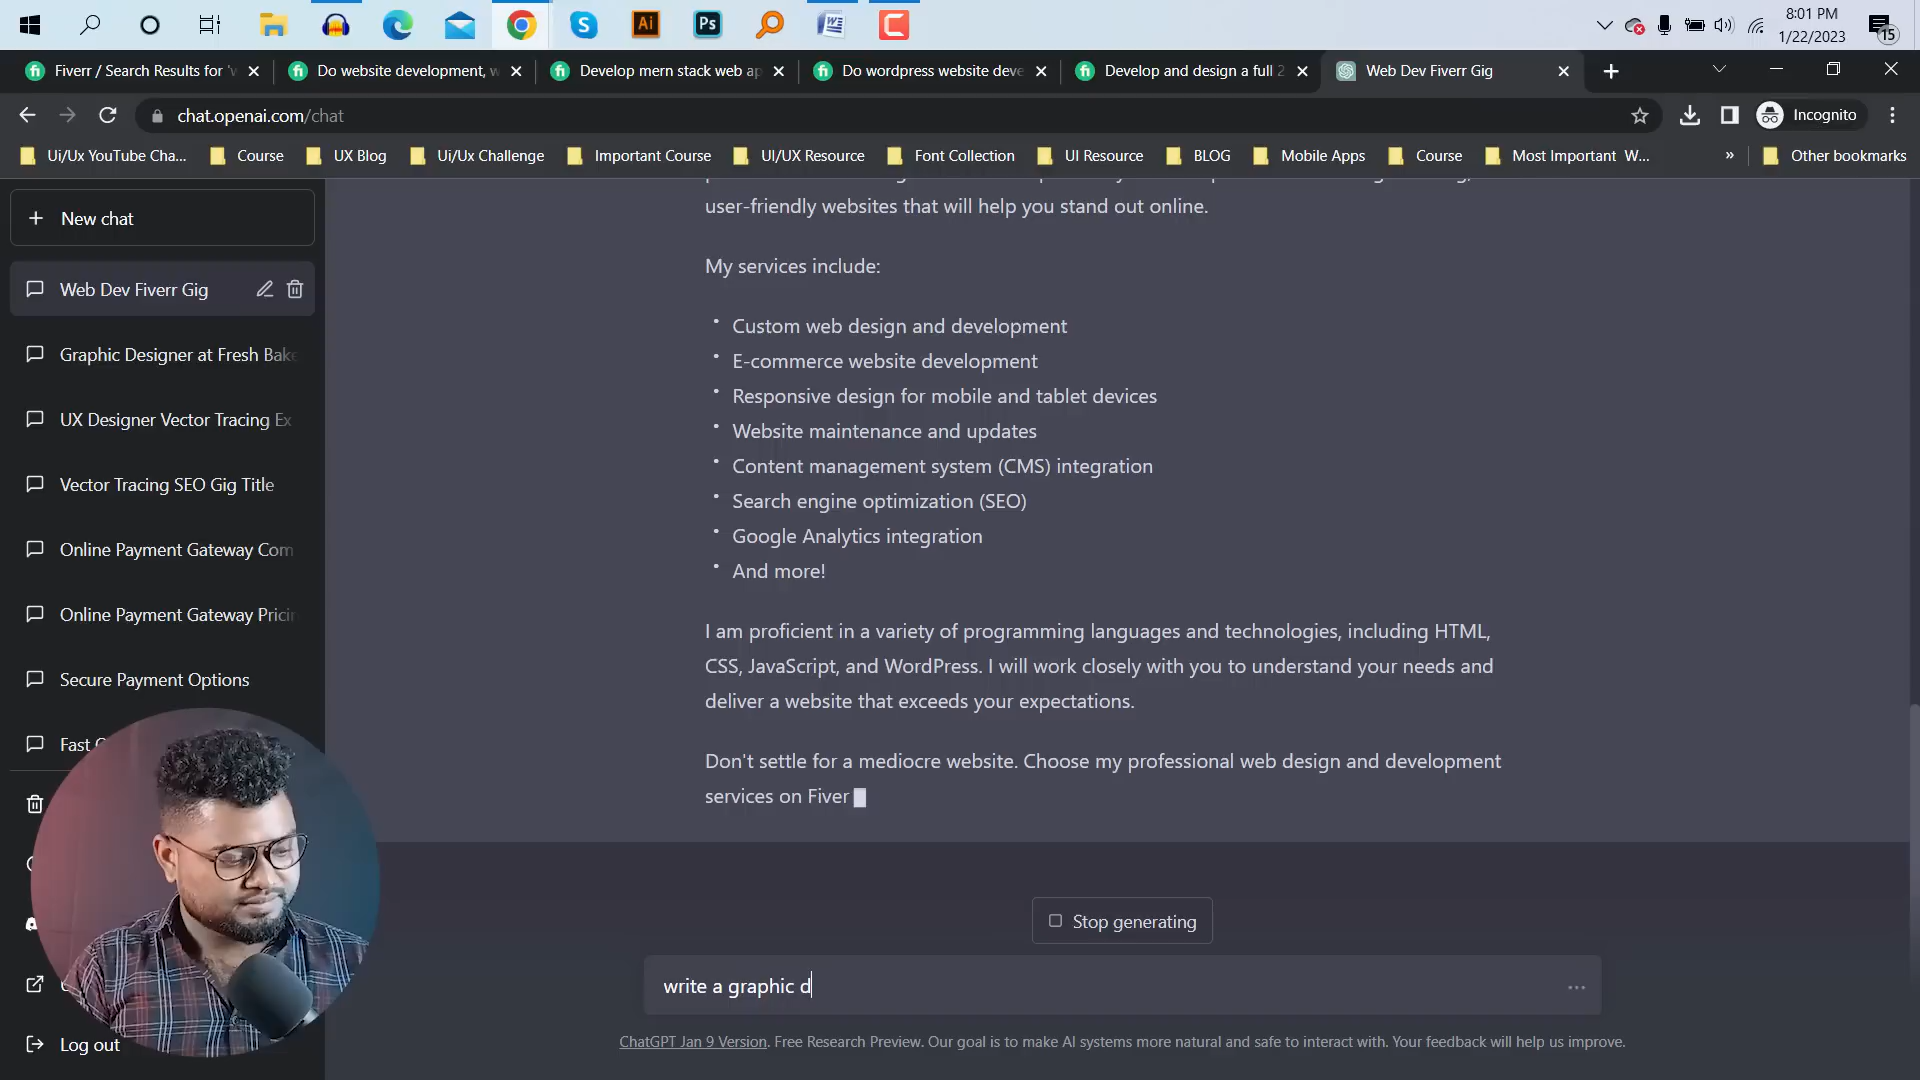 8:01 PM
1/22/2023
15
Fiverr / Search Results for 'w
Do website development, w
Develop mern stack web ap
Do wordpress website deve
Develop and design a full 2
Web Dev Fiverr Gig
chat.openai.com/chat
Incognito
Ui/Ux YouTube Cha...
Course
UX Blog
Ui/Ux Challenge
Important Course
UI/UX Resource
Font Collection
UI Resource
BLOG
Mobile Apps
Course
Most Important W...
»
Other bookmarks
New chat
Web Dev Fiverr Gig
Graphic Designer at Fresh Bake
UX Designer Vector Tracing Ex
Vector Tracing SEO Gig Title
Online Payment Gateway Com
Online Payment Gateway Pricin
Secure Payment Options
Fast
Log out
user-friendly websites that will help you stand out online.
My services include:
• Custom web design and development
• E-commerce website development
• Responsive design for mobile and tablet devices
• Website maintenance and updates
• Content management system (CMS) integration
• Search engine optimization (SEO)
• Google Analytics integration
• And more!
I am proficient in a variety of programming languages and technologies, including HTML,
CSS, JavaScript, and WordPress. I will work closely with you to understand your needs and
deliver a website that exceeds your expectations.
Don't settle for a mediocre website. Choose my professional web design and development
services on Fiver
Stop generating
write a graphic d
ChatGPT Jan 9 Version. Free Research Preview. Our goal is to make AI systems more natural and safe to interact with. Your feedback will help us improve.